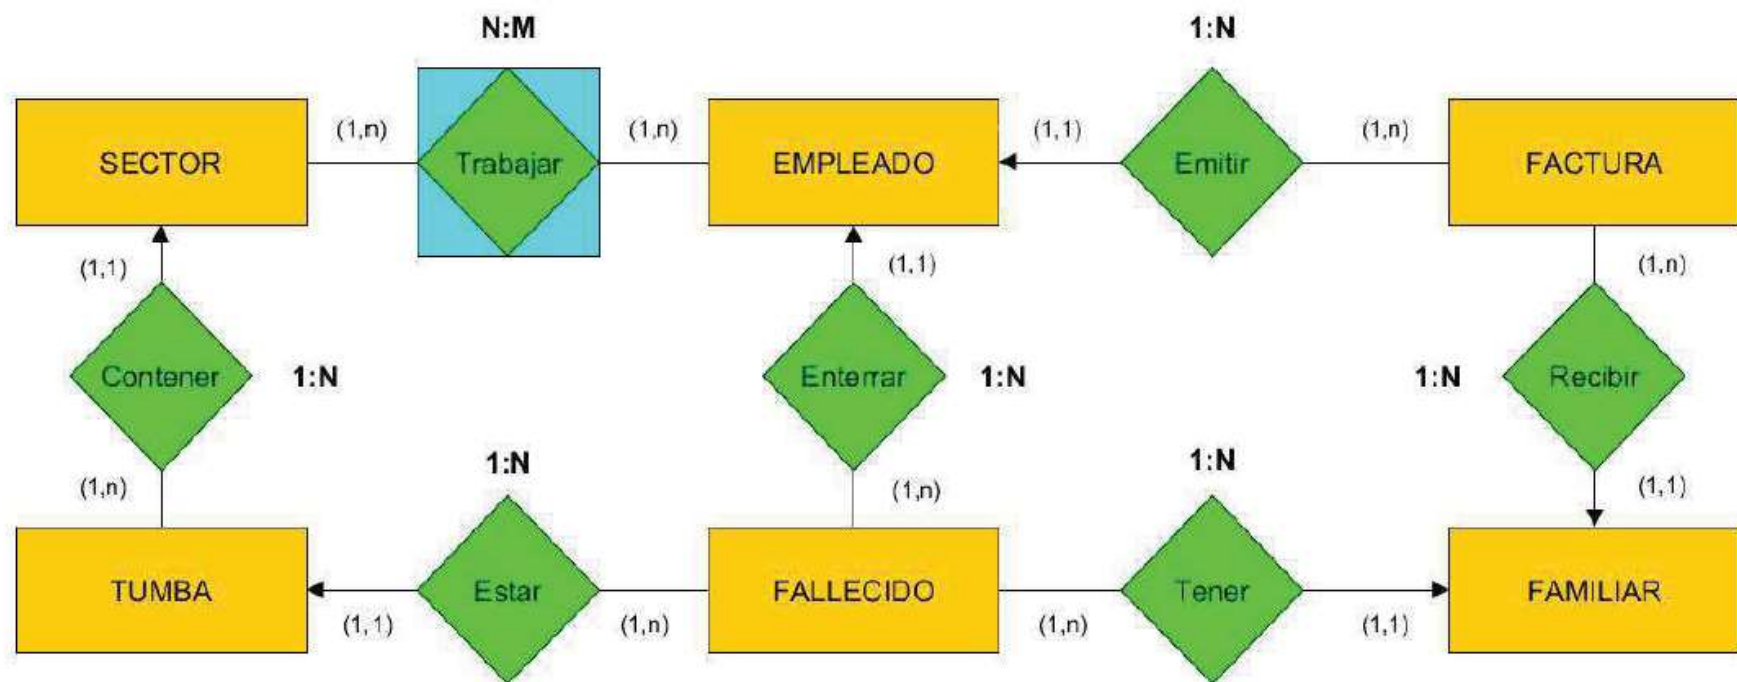 N:M
1:N
SECTOR
(1,n)
Trabajar
(1,n)
EMPLEADO
(1,1)
Emitir
(1,n)
FACTURA
(1,1)
(1,1)
(1,n)
Contener
1:N
Enterrar
1:N
1:N
Recibir
(1,n)
1:N
(1,n)
1:N
(1,1)
TUMBA
(1,1)
Estar
(1,n)
FALLECIDO
(1,n)
Tener
(1,1)
FAMILIAR